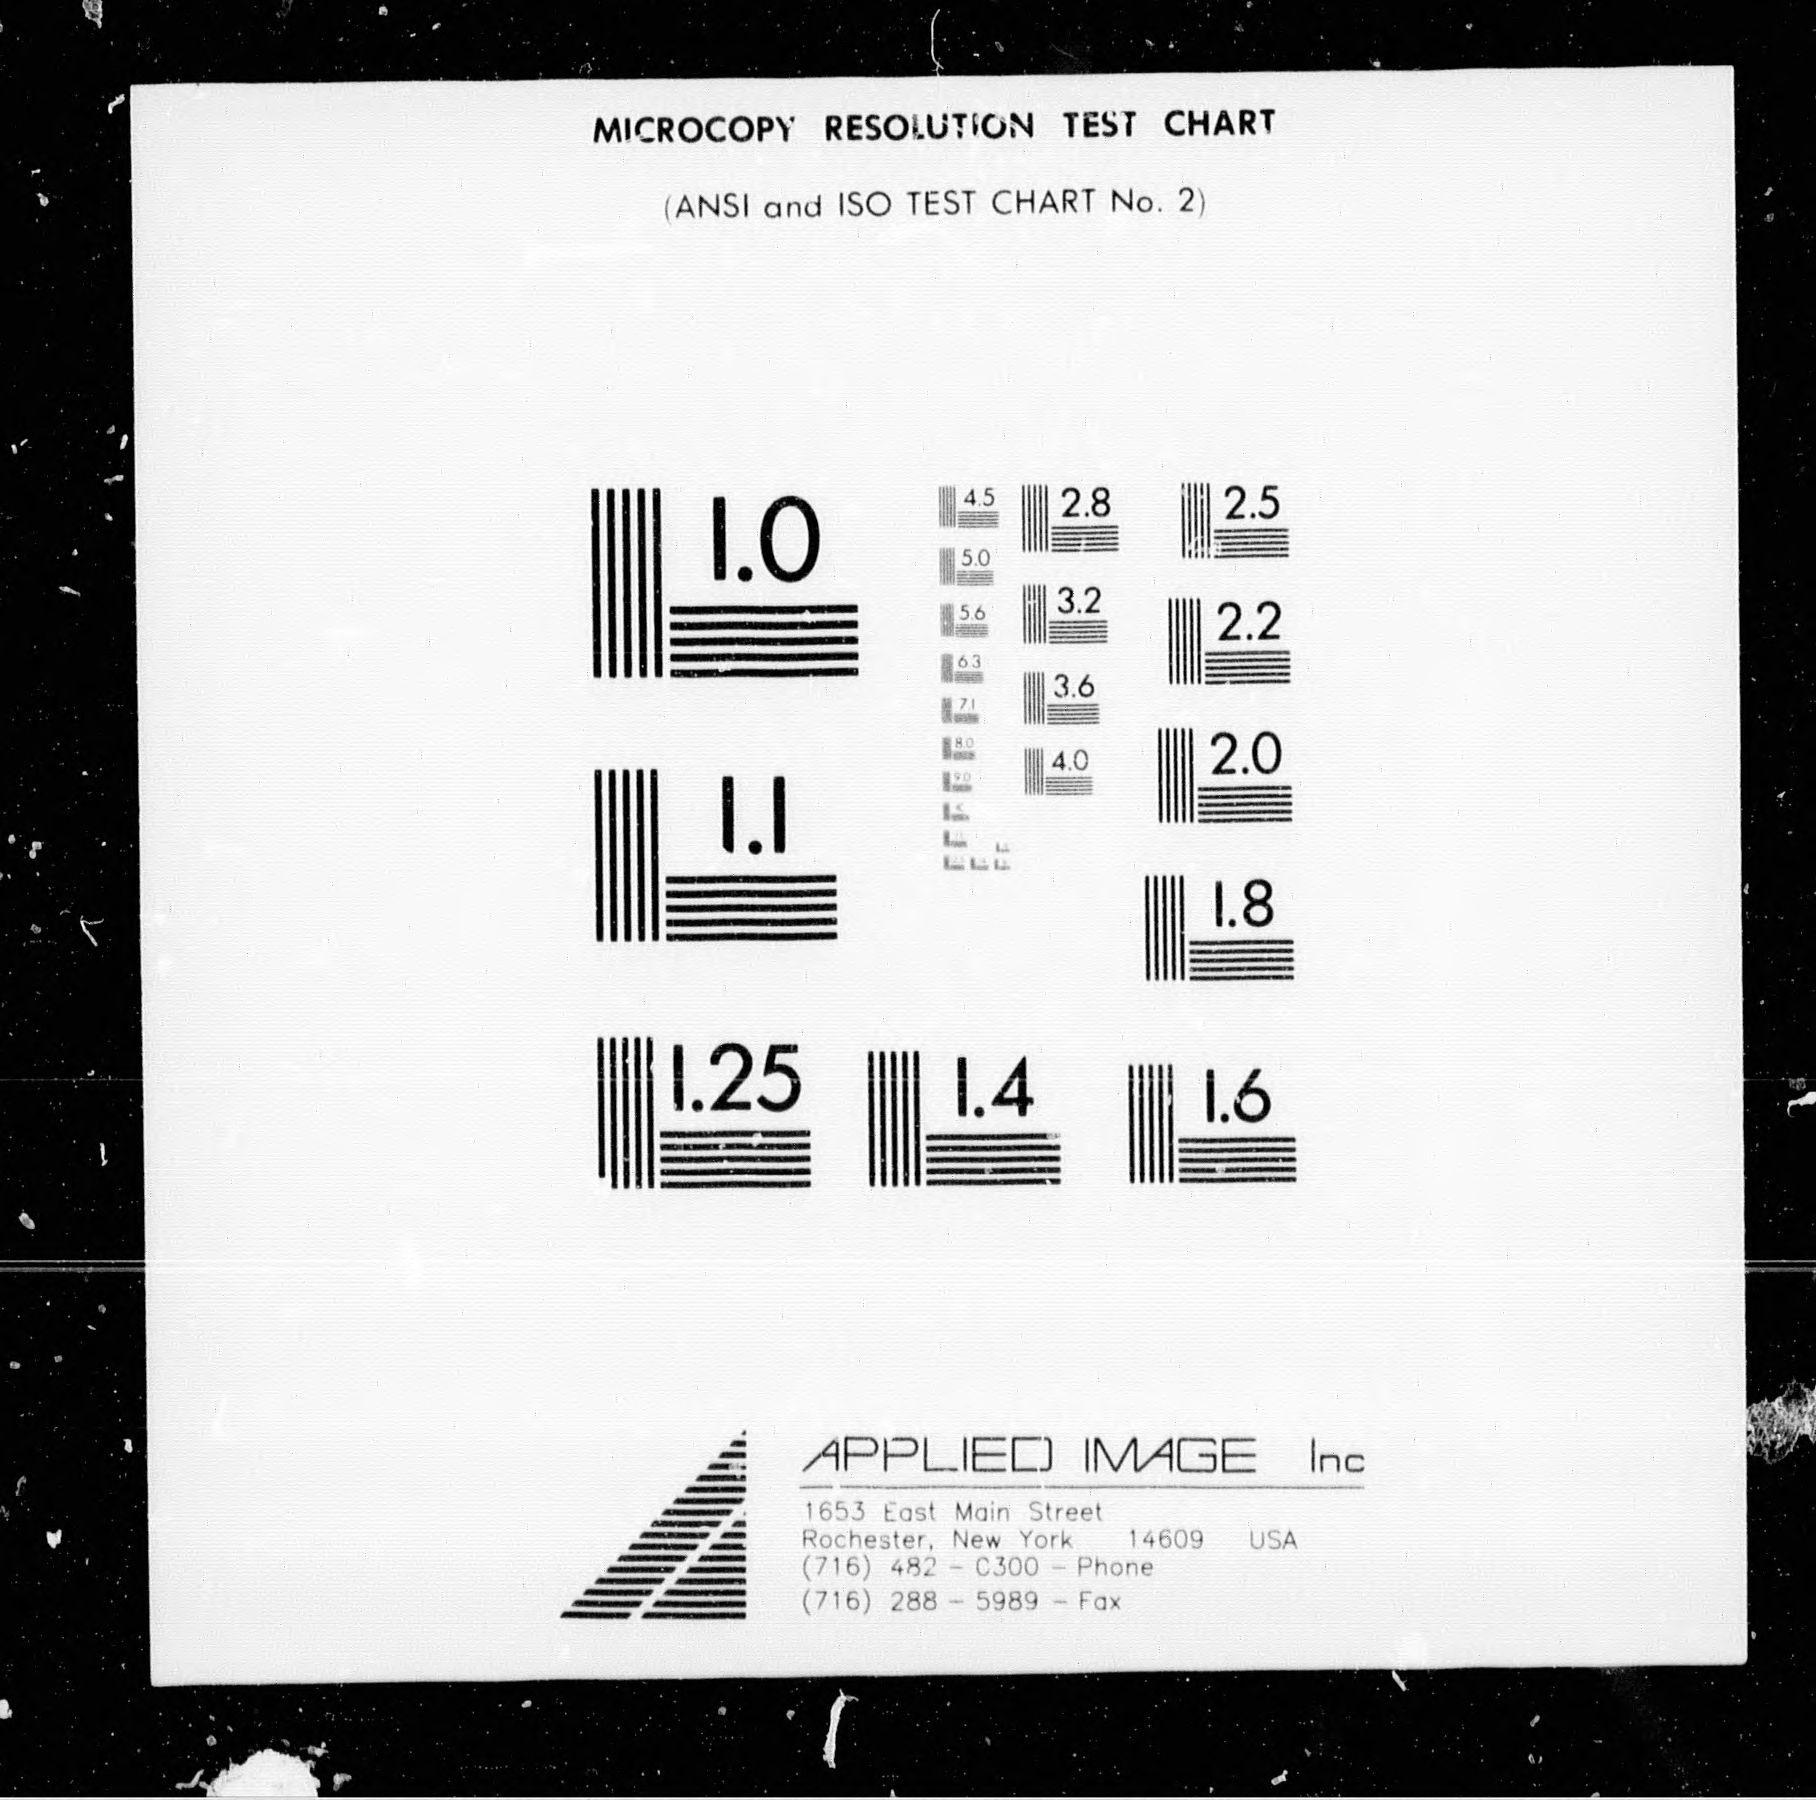 MICROCOPY RESOLUTION TEST CHART
(ANSI and ISO TEST CHART No. 2)
1.0
1.1
1.25
1.4
1.6
1.8
2.0
2.2
2.5
2.8
3.2
3.6
4.0
4.5
5.0
5.6
6.3
7.1
8.0
9.0
APPLIED IMAGE Inc
1653 East Main Street
Rochester, New York 14609 USA
(716) 482 - 0300 - Phone
(716) 288 - 5989 - Fax